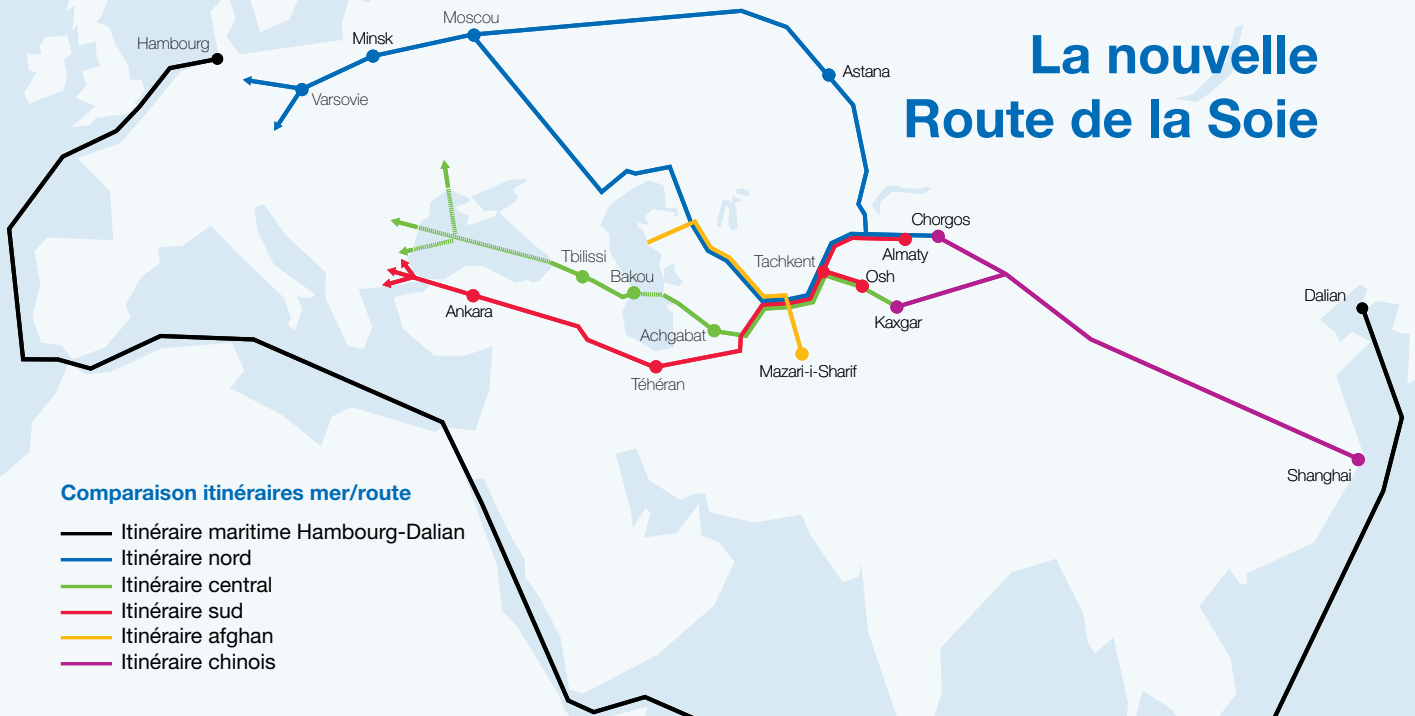 La nouvelle
Route de la Soie
Moscou
Hambourg
Minsk
Varsovie
Astana
Chorgos
Almaty
Tbilissi
Tachkent
Bakou
Osh
Ankara
Kaxgar
Dalian
Achgabat
Mazari-i-Sharif
Téhéran
Shanghai
Comparaison itinéraires mer/route
Itinéraire maritime Hambourg-Dalian
Itinéraire nord
Itinéraire central
Itinéraire sud
Itinéraire afghan
Itinéraire chinois